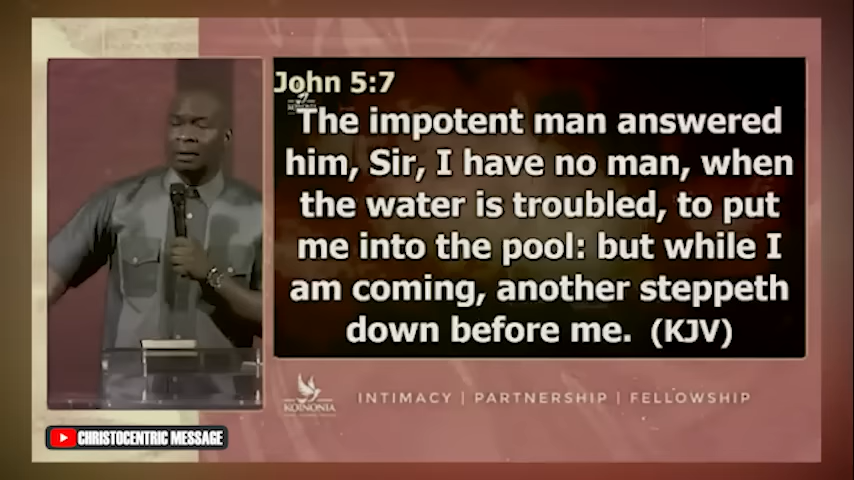 John 5:7
The impotent man answered
him, Sir, I have no man, when
the water is troubled, to put
me into the pool: but while I
am coming, another steppeth
down before me. (KJV)
KOINONIA
INTIMACY | PARTNERSHIP | FELLOWSHIP
CHRISTOCENTRIC MESSAGE